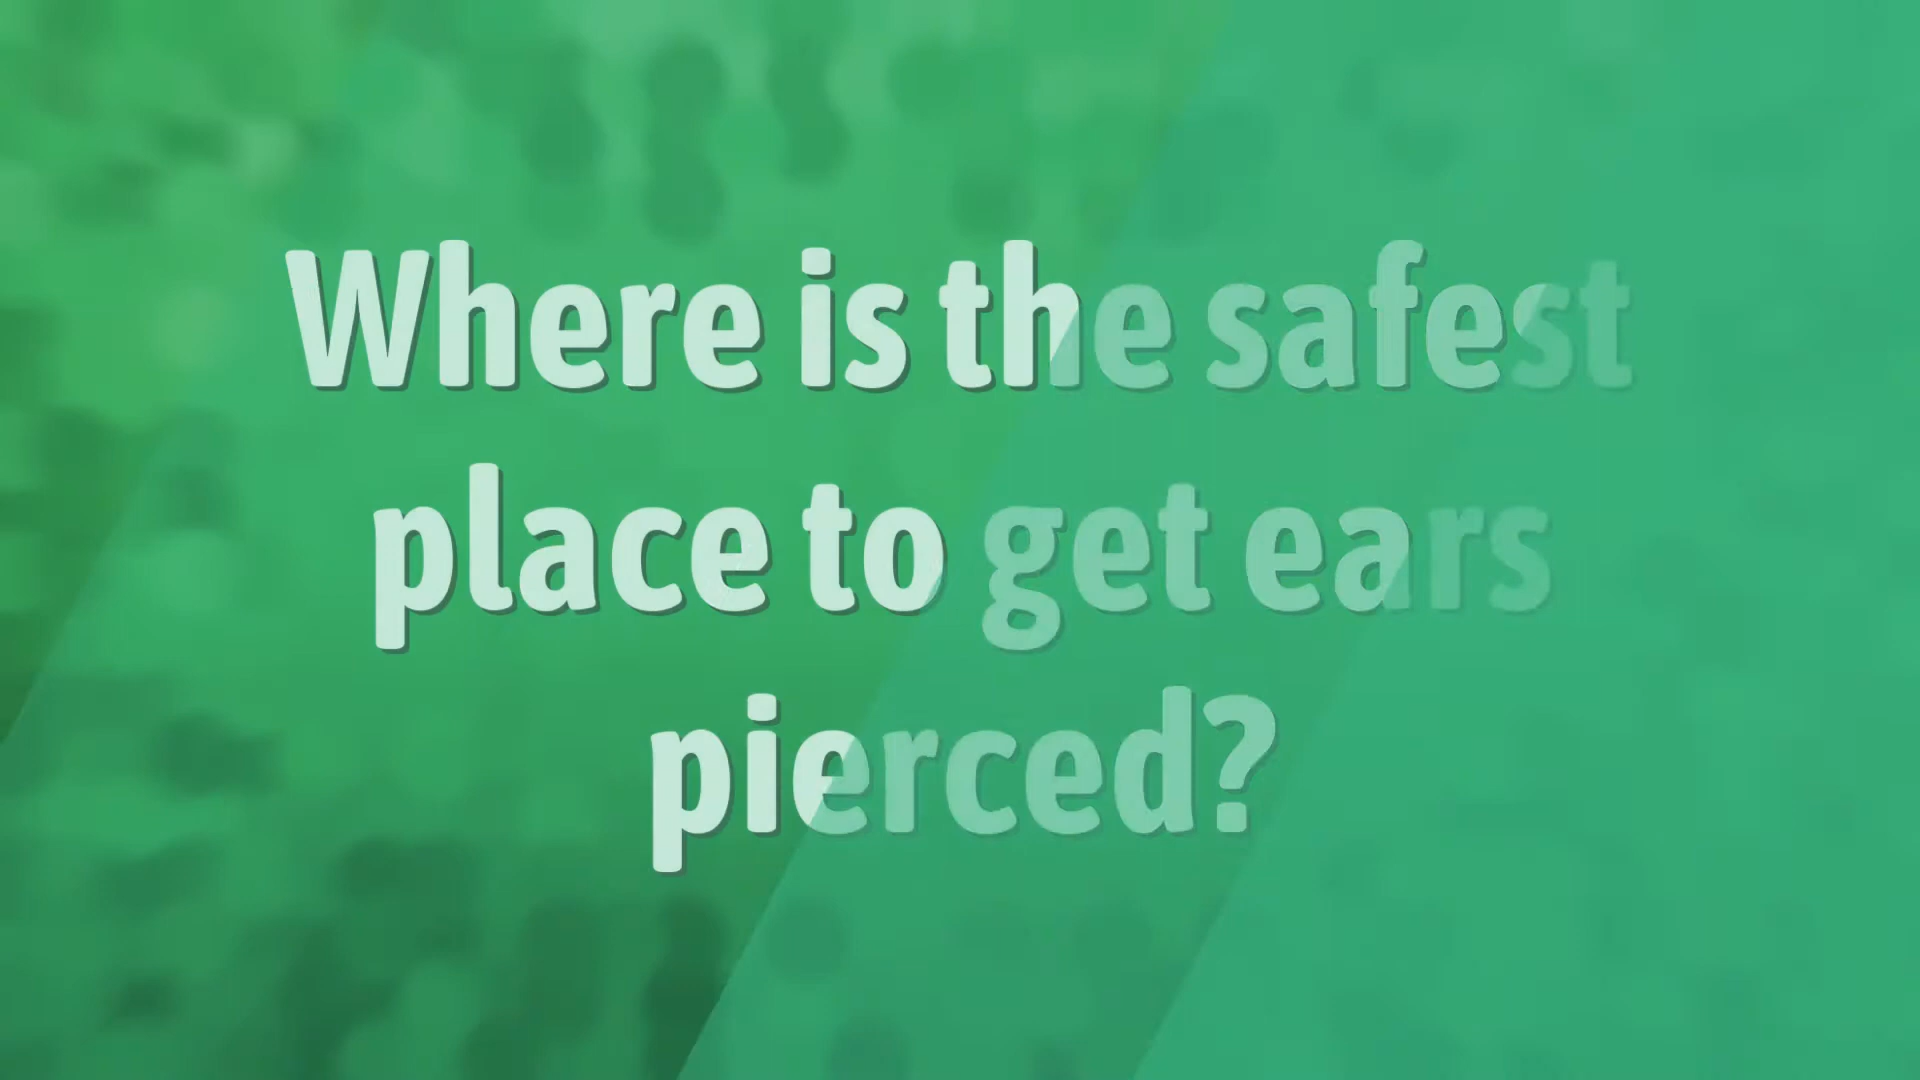 Where is the safest
place to get ears
pierced?